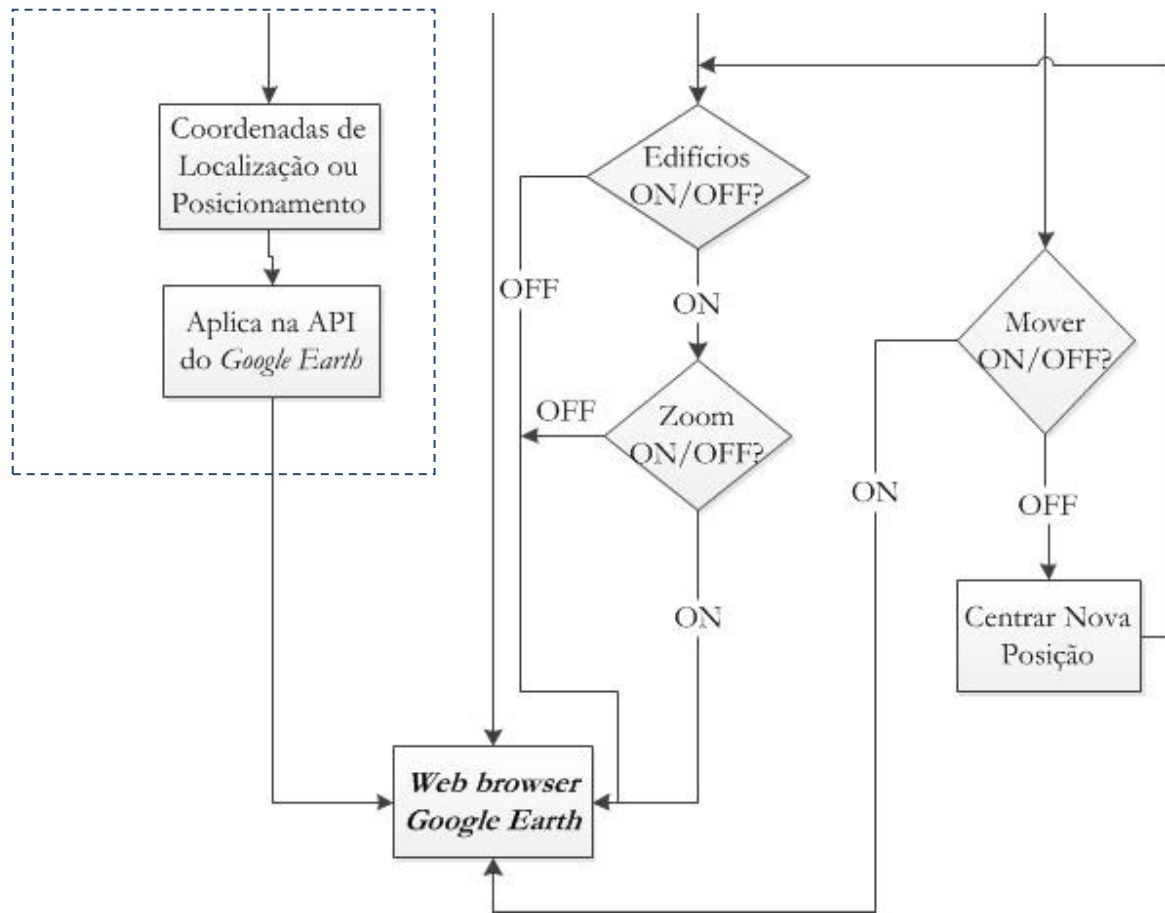 Coordenadas de
Localização ou
Posicionamento
Aplica na API
do Google Earth
Edifícios
ON/OFF?
OFF
ON
Zoom
ON/OFF?
OFF
ON
Mover
ON/OFF?
ON
OFF
Centrar Nova
Posição
Web browser
Google Earth